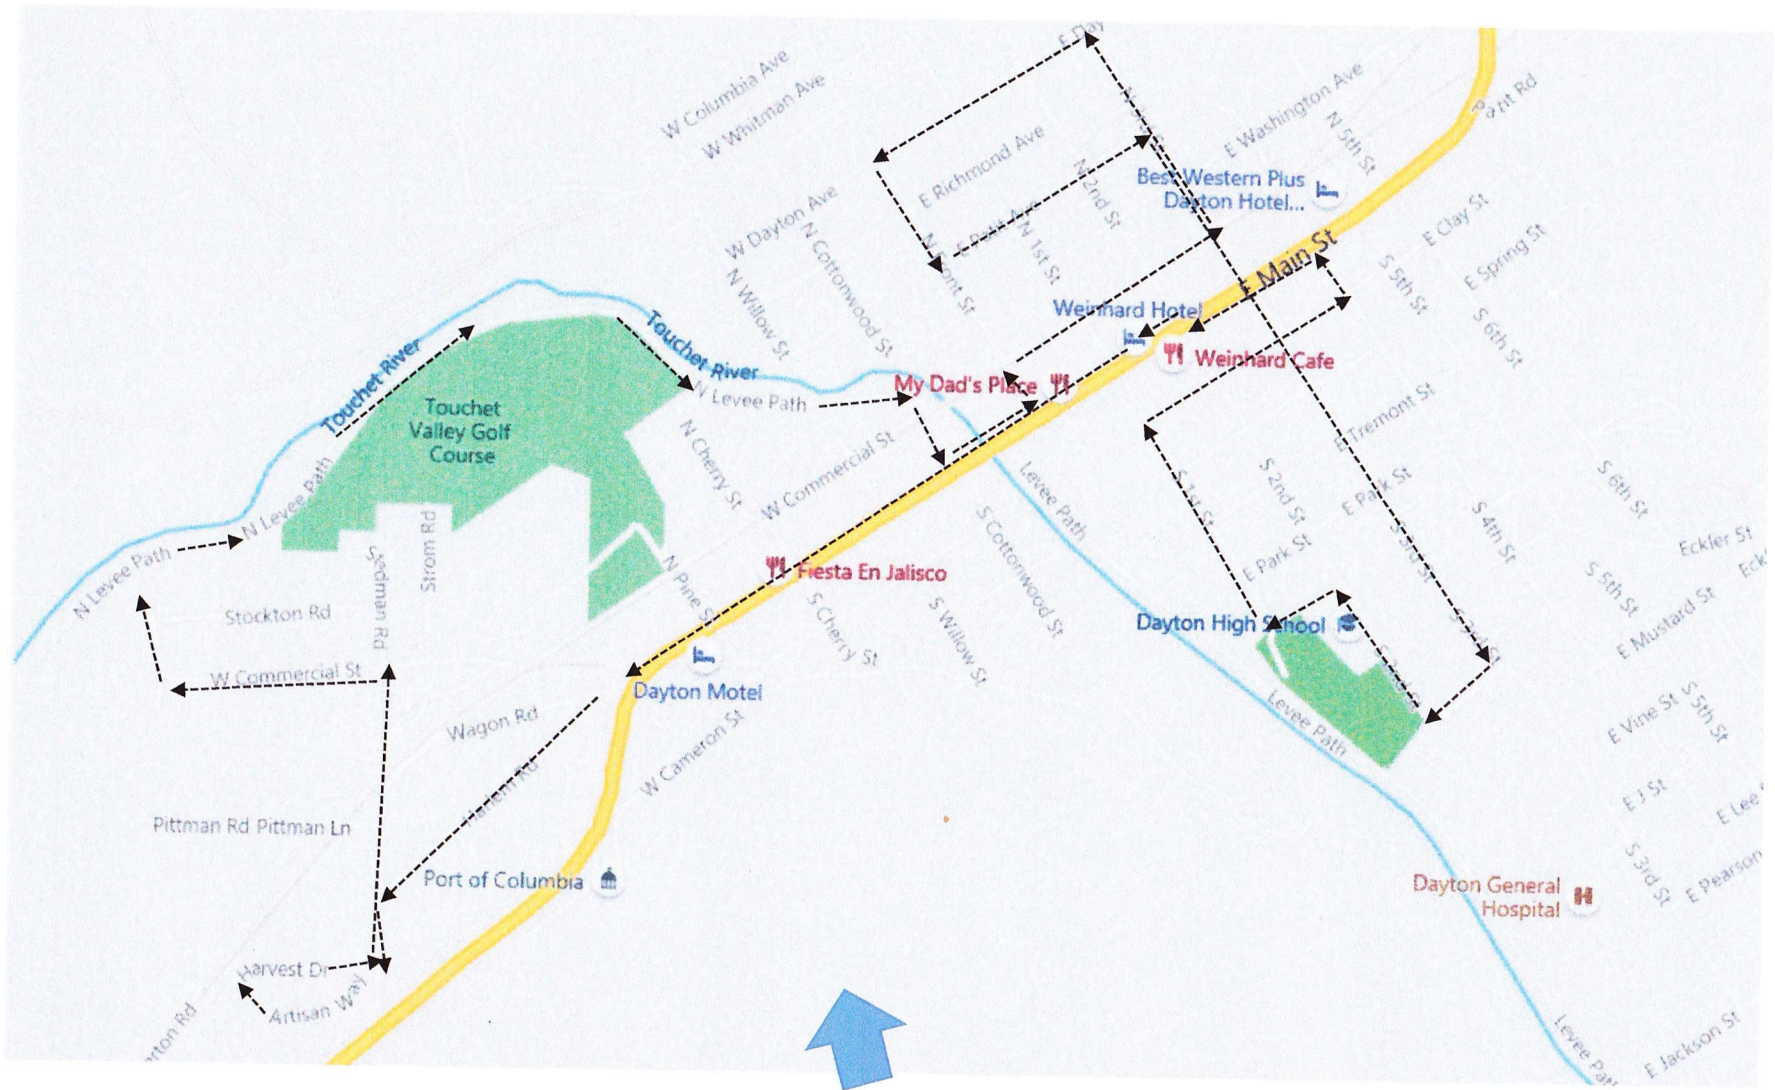 W Columbia Ave
W Whitman Ave
E Day
E Washington Ave
N 5th St
E Richmond Ave
N 2nd St
Best Western Plus
Dayton Hotel...
W Dayton Ave
N Cottonwood St
N 1st St
E Clay St
E Spring St
E Main St
S 5th St
S 6th St
N Willow St
Weinhard Hotel
Weinhard Cafe
Touchet River
Touchet River
My Dad's Place
N Levee Path
Touchet
Valley Golf
Course
N Cherry St
W Commercial St
E Tremont St
Levee Path
S 1st St
S 2nd St
E Park St
S 3rd St
S 4th St
S 6th St
Eckler St
N Levee Path
N Levee Path
Strom Rd
S Cottonwood St
E Park St
S 5th St
Fiesta En Jalisco
N Pine St
S Cherry St
S Willow St
Stockton Rd
Dayton High School
S 3rd St
E Mustard St
W Commercial St
Dayton Motel
Wagon Rd
W Cameron St
Levee Path
E Vine St
S 5th St
Harlem Rd
E J St
E Lee
Pittman Rd Pittman Ln
Port of Columbia
Dayton General
Hospital
S 3rd St
E Pearson
Harvest Dr
Artisan Way
erton Rd
Levee Path
E Jackson St